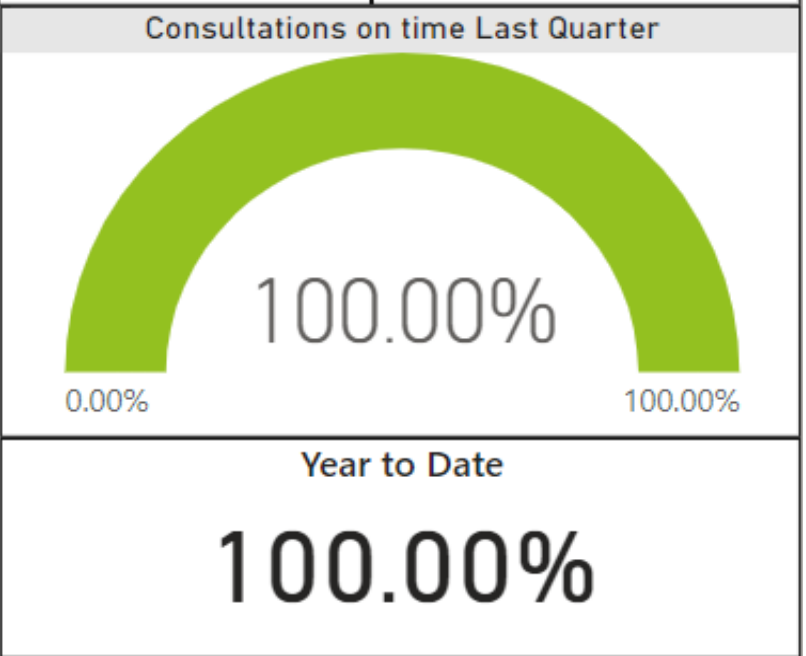 Consultations on time Last Quarter
100.00%
0.00%
100.00%
Year to Date
100.00%